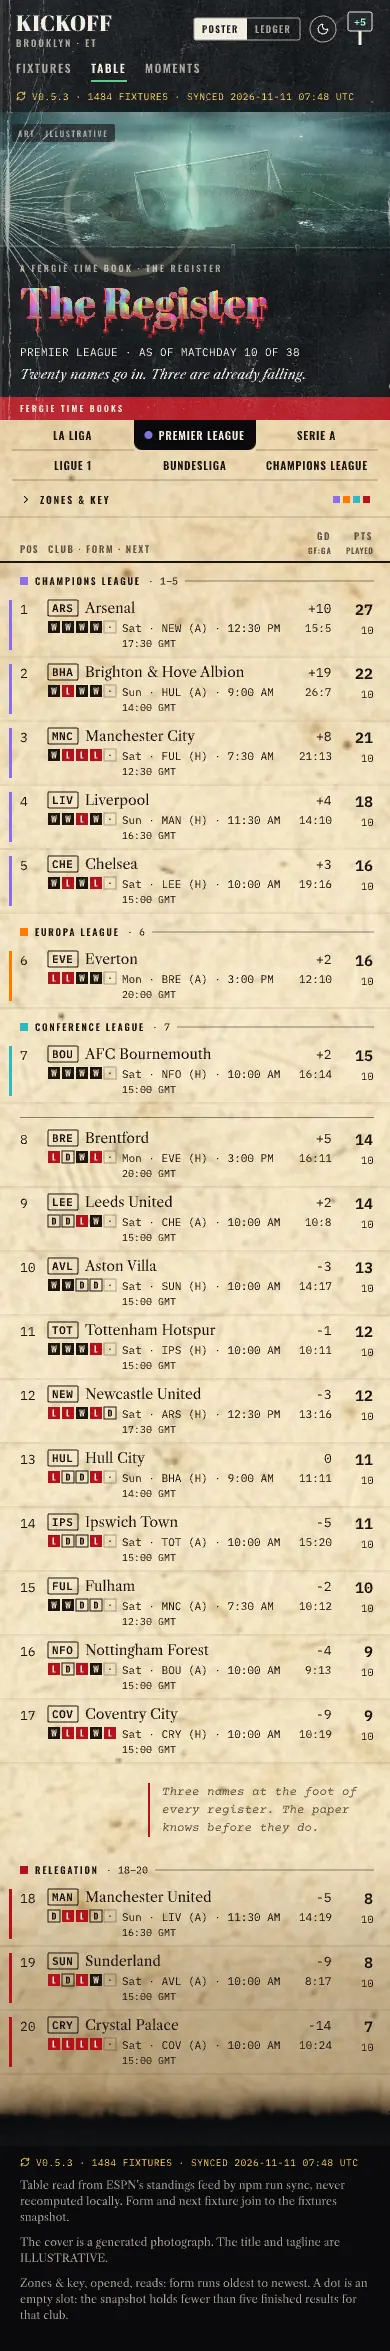 KICKOFF
BROOKLYN · ET
POSTER LEDGER
+5
FIXTURES TABLE MOMENTS
V0.5.3 · 1484 FIXTURES · SYNCED 2026-11-11 07:48 UTC
ART · ILLUSTRATIVE
A FERGIE TIME BOOK · THE REGISTER
The Register
PREMIER LEAGUE · AS OF MATCHDAY 10 OF 38
Twenty names go in. Three are already falling.
FERGIE TIME BOOKS
LA LIGA PREMIER LEAGUE SERIE A
LIGUE 1 BUNDESLIGA CHAMPIONS LEAGUE
ZONES & KEY
GD PTS
POS CLUB · FORM · NEXT GF:GA PLAYED
CHAMPIONS LEAGUE · 1–5
1 ARS Arsenal +10 27
W W W W · Sat · NEW (A) · 12:30 PM 15:5 10
17:30 GMT
2 BHA Brighton & Hove Albion +19 22
W L W W · Sun · HUL (A) · 9:00 AM 26:7 10
14:00 GMT
3 MNC Manchester City +8 21
W L L L · Sat · FUL (H) · 7:30 AM 21:13 10
12:30 GMT
4 LIV Liverpool +4 18
W W L W · Sun · MAN (H) · 11:30 AM 14:10 10
16:30 GMT
5 CHE Chelsea +3 16
W L W L · Sat · LEE (H) · 10:00 AM 19:16 10
15:00 GMT
EUROPA LEAGUE · 6
6 EVE Everton +2 16
L L W W · Mon · BRE (A) · 3:00 PM 12:10 10
20:00 GMT
CONFERENCE LEAGUE · 7
7 BOU AFC Bournemouth +2 15
W W W W · Sat · NFO (H) · 10:00 AM 16:14 10
15:00 GMT
8 BRE Brentford +5 14
L D W L · Mon · EVE (H) · 3:00 PM 16:11 10
20:00 GMT
9 LEE Leeds United +2 14
D D L W · Sat · CHE (A) · 10:00 AM 10:8 10
15:00 GMT
10 AVL Aston Villa -3 13
W W D D · Sat · SUN (H) · 10:00 AM 14:17 10
15:00 GMT
11 TOT Tottenham Hotspur -1 12
W W W L · Sat · IPS (H) · 10:00 AM 10:11 10
15:00 GMT
12 NEW Newcastle United -3 12
L L W L D Sat · ARS (H) · 12:30 PM 13:16 10
17:30 GMT
13 HUL Hull City 0 11
L D D L · Sun · BHA (H) · 9:00 AM 11:11 10
14:00 GMT
14 IPS Ipswich Town -5 11
L D D L · Sat · TOT (A) · 10:00 AM 15:20 10
15:00 GMT
15 FUL Fulham -2 10
W W D D · Sat · MNC (A) · 7:30 AM 10:12 10
12:30 GMT
16 NFO Nottingham Forest -4 9
L D L W · Sat · BOU (A) · 10:00 AM 9:13 10
15:00 GMT
17 COV Coventry City -9 9
W L L W L Sat · CRY (H) · 10:00 AM 10:19 10
15:00 GMT
Three names at the foot of
every register. The paper
knows before they do.
RELEGATION · 18–20
18 MAN Manchester United -5 8
D L L D · Sun · LIV (A) · 11:30 AM 14:19 10
16:30 GMT
19 SUN Sunderland -9 8
L D L W · Sat · AVL (A) · 10:00 AM 8:17 10
15:00 GMT
20 CRY Crystal Palace -14 7
L L L L · Sat · COV (A) · 10:00 AM 10:24 10
15:00 GMT
V0.5.3 · 1484 FIXTURES · SYNCED 2026-11-11 07:48 UTC
Table read from ESPN's standings feed by npm run sync, never
recomputed locally. Form and next fixture join to the fixtures
snapshot.
The cover is a generated photograph. The title and tagline are
ILLUSTRATIVE.
Zones & key, opened, reads: form runs oldest to newest. A dot is an
empty slot: the snapshot holds fewer than five finished results for
that club.